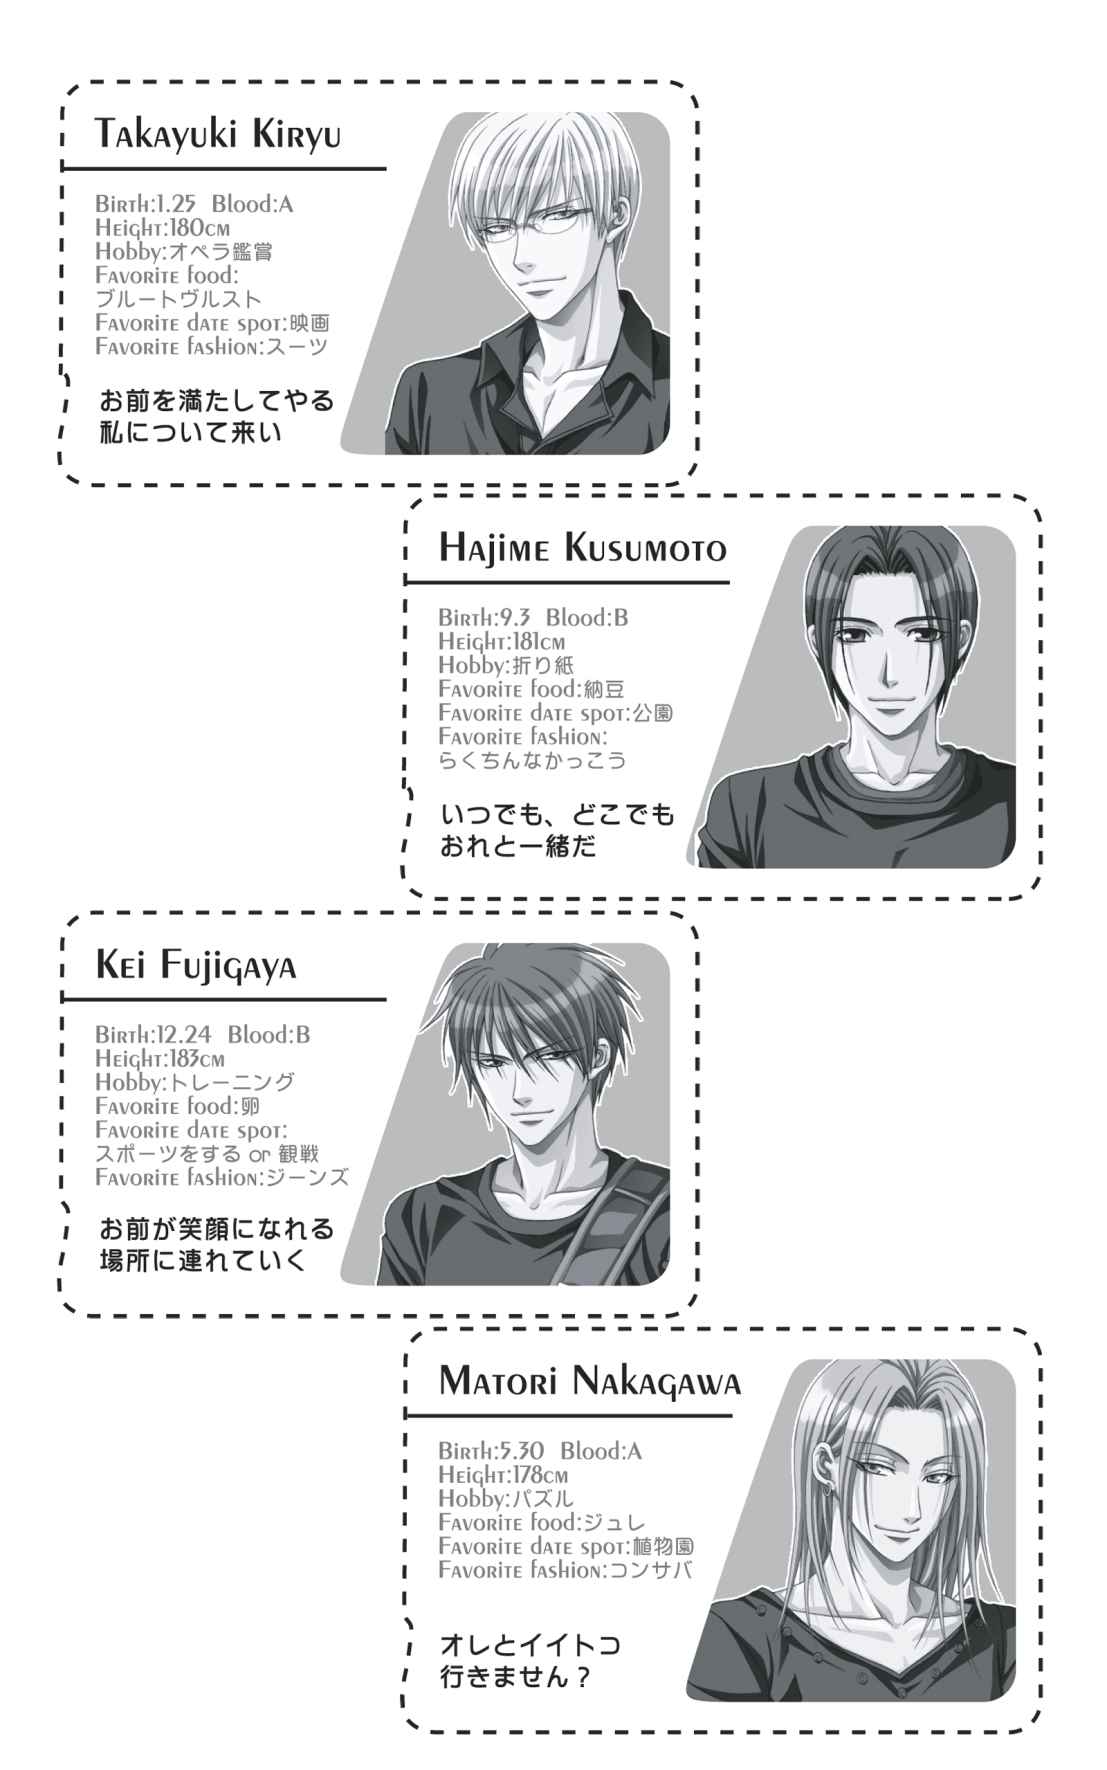 Takayuki Kiryu
Birth:1.25 Blood:A
Height:180cm
Hobby:オペラ鑑賞
Favorite food:
ブルートヴルスト
Favorite date spot:映画
Favorite fashion:スーツ
お前を満たしてやる
私について来い
Hajime Kusumoto
Birth:9.3 Blood:B
Height:181cm
Hobby:折り紙
Favorite food:納豆
Favorite date spot:公園
Favorite fashion:
らくちんなかっこう
いつでも、どこでも
おれと一緒だ
Kei Fujigaya
Birth:12.24 Blood:B
Height:183cm
Hobby:トレーニング
Favorite food:卵
Favorite date spot:
スポーツをする or 観戦
Favorite fashion:ジーンズ
お前が笑顔になれる
場所に連れていく
Matori Nakagawa
Birth:5.30 Blood:A
Height:178cm
Hobby:パズル
Favorite food:ジュレ
Favorite date spot:植物園
Favorite fashion:コンサバ
オレとイイトコ
行きません?